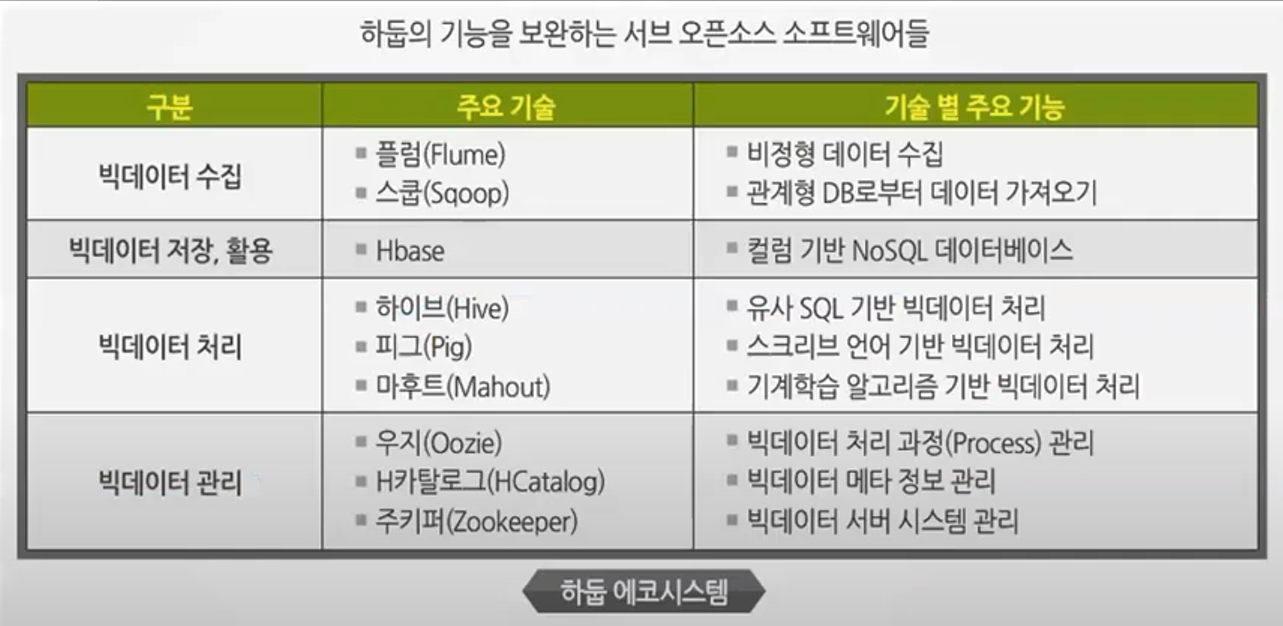 하둡의 기능을 보완하는 서브 오픈소스 소프트웨어들
구분 주요 기술 기술 별 주요 기능
빅데이터 수집
플럼(Flume) 비정형 데이터 수집
스쿱(Sqoop) 관계형 DB로부터 데이터 가져오기
빅데이터 저장, 활용 Hbase 컬럼 기반 NoSQL 데이터베이스
빅데이터 처리
하이브(Hive) 유사 SQL 기반 빅데이터 처리
피그(Pig) 스크리브 언어 기반 빅데이터 처리
마후트(Mahout) 기계학습 알고리즘 기반 빅데이터 처리
빅데이터 관리
우지(Oozie) 빅데이터 처리 과정(Process) 관리
H카탈로그(HCatalog) 빅데이터 메타 정보 관리
주키퍼(Zookeeper) 빅데이터 서버 시스템 관리
하둡 에코시스템